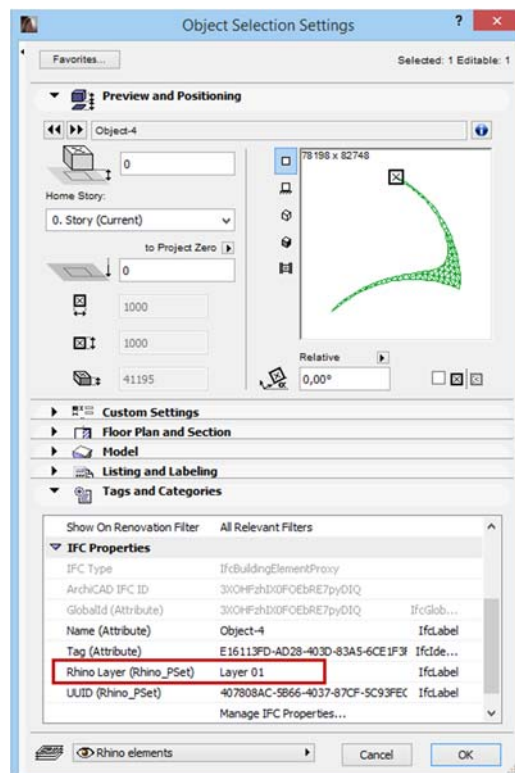 Object Selection Settings
?
Favorites...
Selected: 1 Editable: 1
Preview and Positioning
Object-4
78198 x 82748
0
Home Story:
0. Story (Current)
to Project Zero
0
1000
1000
Relative
41195
α
0,00°
Custom Settings
Floor Plan and Section
Model
Listing and Labeling
Tags and Categories
Show On Renovation Filter All Relevant Filters
IFC Properties
IFC Type IfcBuildingElementProxy
ArchiCAD IFC ID 3XOHFzhIX0FOEbRE7pyDIQ
GlobalId (Attribute) 3XOHFzhIX0FOEbRE7pyDIQ IfcGlob...
Name (Attribute) Object-4 IfcLabel
Tag (Attribute) E16113FD-AD28-403D-83A5-6CE1F3F IfcIde...
Rhino Layer (Rhino_PSet) Layer 01 IfcLabel
UUID (Rhino_PSet) 407808AC-5B66-4037-87CF-5C93FEC IfcLabel
Manage IFC Properties...
Rhino elements
Cancel
OK